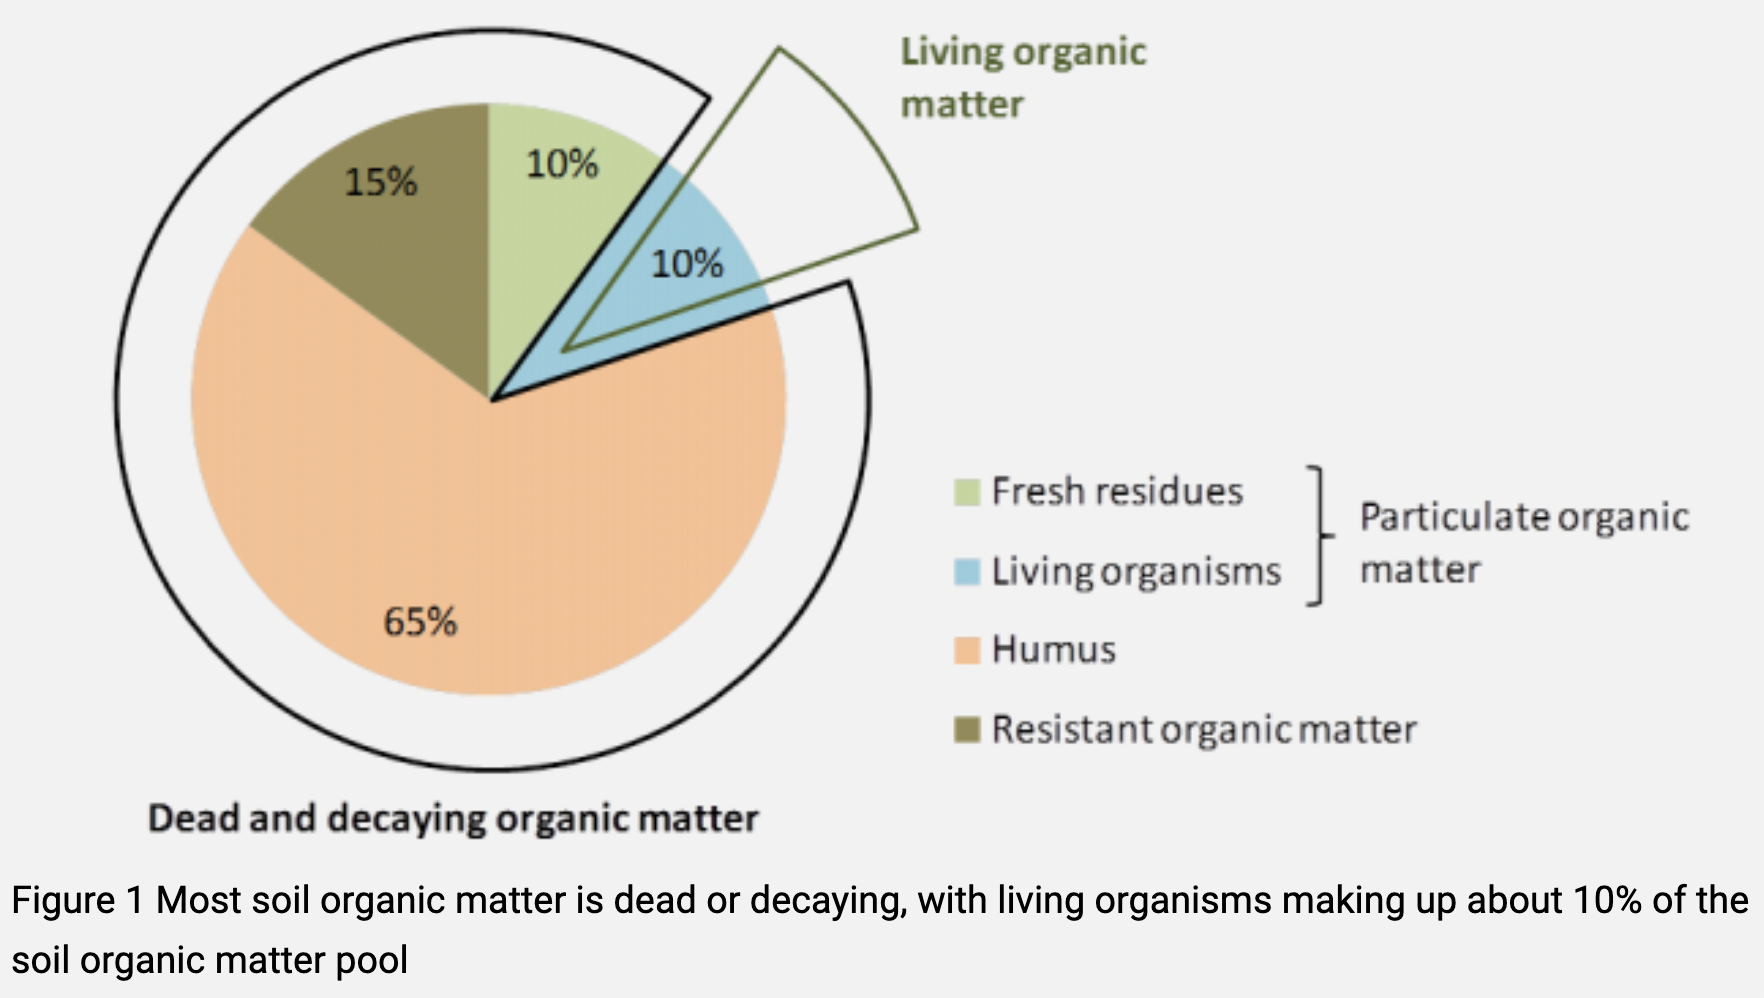 Living organic
matter
15%
10%
10%
65%
Fresh residues
Living organisms
Particulate organic
matter
Humus
Resistant organic matter
Dead and decaying organic matter
Figure 1 Most soil organic matter is dead or decaying, with living organisms making up about 10% of the
soil organic matter pool